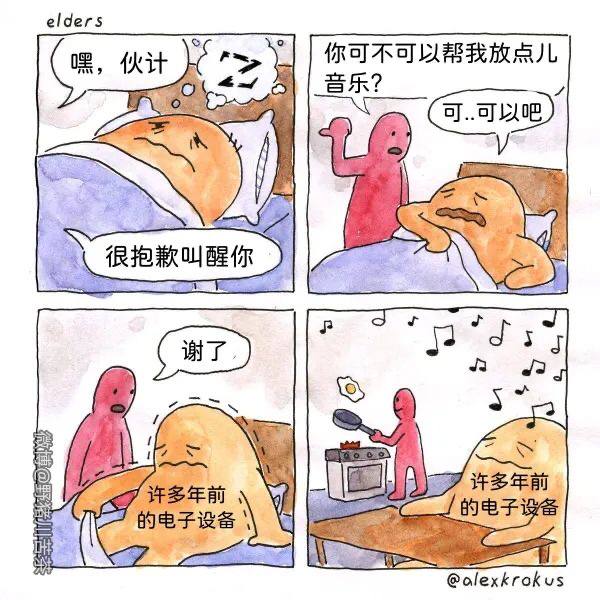 elders
嘿，伙计
Z
很抱歉叫醒你
你可不可以帮我放点儿
音乐?
可..可以吧
谢了
许多年前
的电子设备
许多年前
的电子设备
@alexkrokus